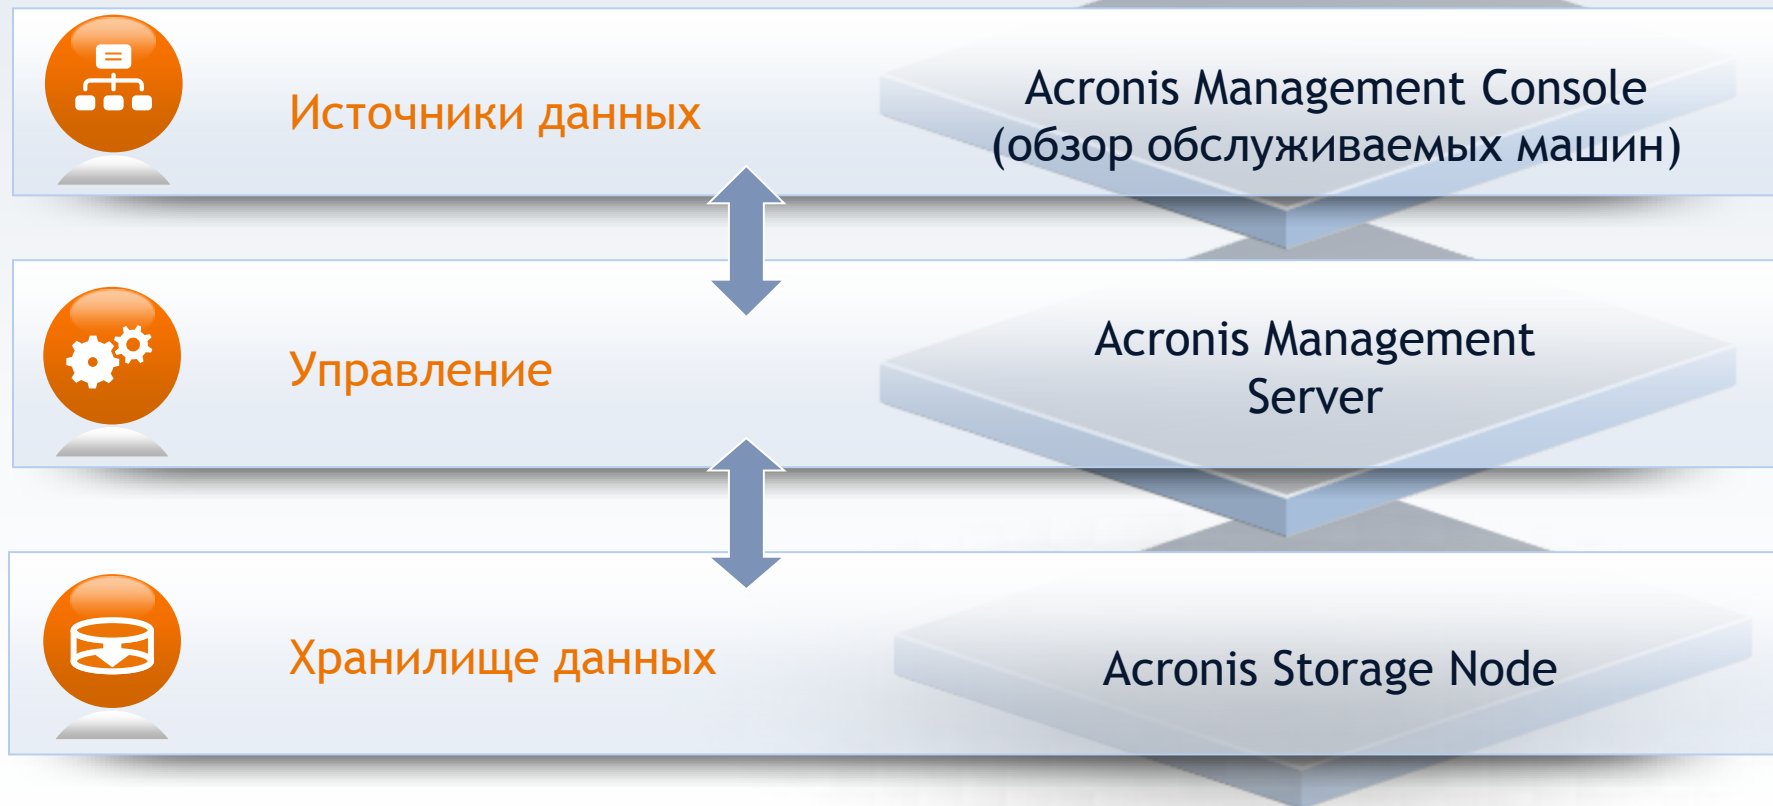 Источники данных
Acronis Management Console
(обзор обслуживаемых машин)
Управление
Acronis Management
Server
Хранилище данных
Acronis Storage Node